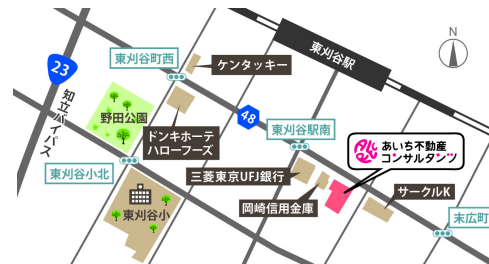 N
東刈谷駅
東刈谷町西
ケンタッキー
23
知立バイパス
野田公園
48
ドンキホーテ
ハローフーズ
東刈谷駅南
あいち不動産
コンサルタンツ
東刈谷小北
三菱東京UFJ銀行
岡崎信用金庫
サークルK
東刈谷小
末広町